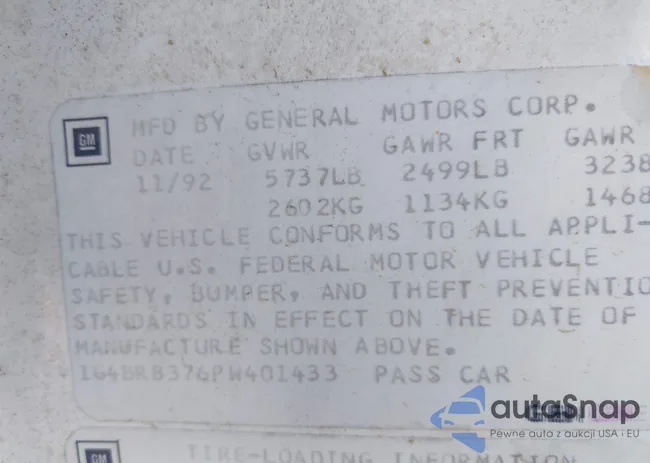 GM
MFD BY GENERAL MOTORS CORP.
DATE GVWR GAWR FRT GAWR
11/92 5737LB 2499LB 3238
2602KG 1134KG 1468
THIS VEHICLE CONFORMS TO ALL APPLI-
CABLE U.S. FEDERAL MOTOR VEHICLE
SAFETY, BUMPER, AND THEFT PREVENTIO
STANDARDS IN EFFECT ON THE DATE OF
MANUFACTURE SHOWN ABOVE.
1G4BR8376PW401433 PASS CAR
autoSnap
Pewne auto z aukcji USA i EU
GM
TIRE-LOADING INFORMATION